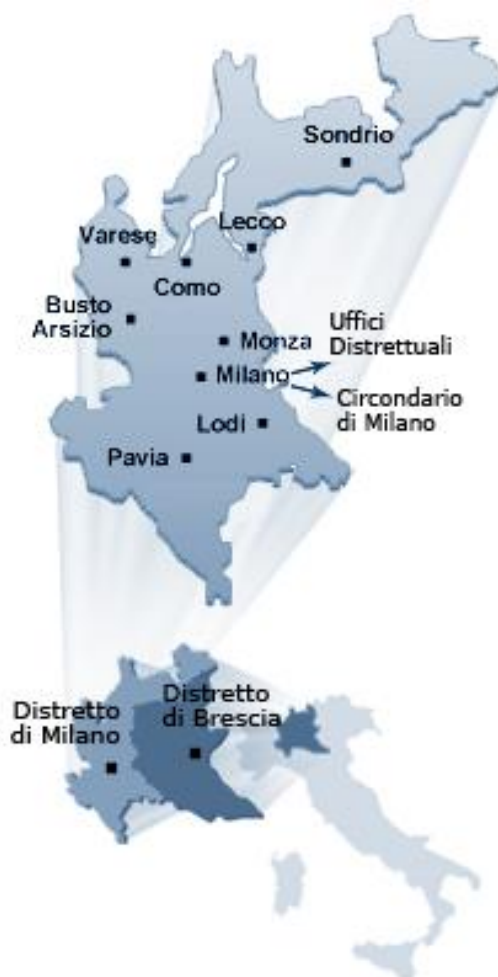 Sondrio
Lecco
Varese
Como
Busto
Arsizio
Monza
Uffici
Distrettuali
Milano
Circondario
di Milano
Lodi
Pavia
Distretto
di Brescia
Distretto
di Milano